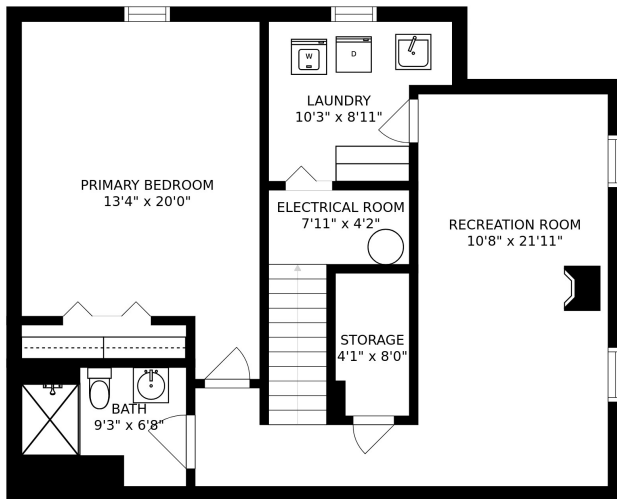 W
D
LAUNDRY
10'3" x 8'11"
PRIMARY BEDROOM
13'4" x 20'0"
ELECTRICAL ROOM
7'11" x 4'2"
RECREATION ROOM
10'8" x 21'11"
STORAGE
4'1" x 8'0"
BATH
9'3" x 6'8"